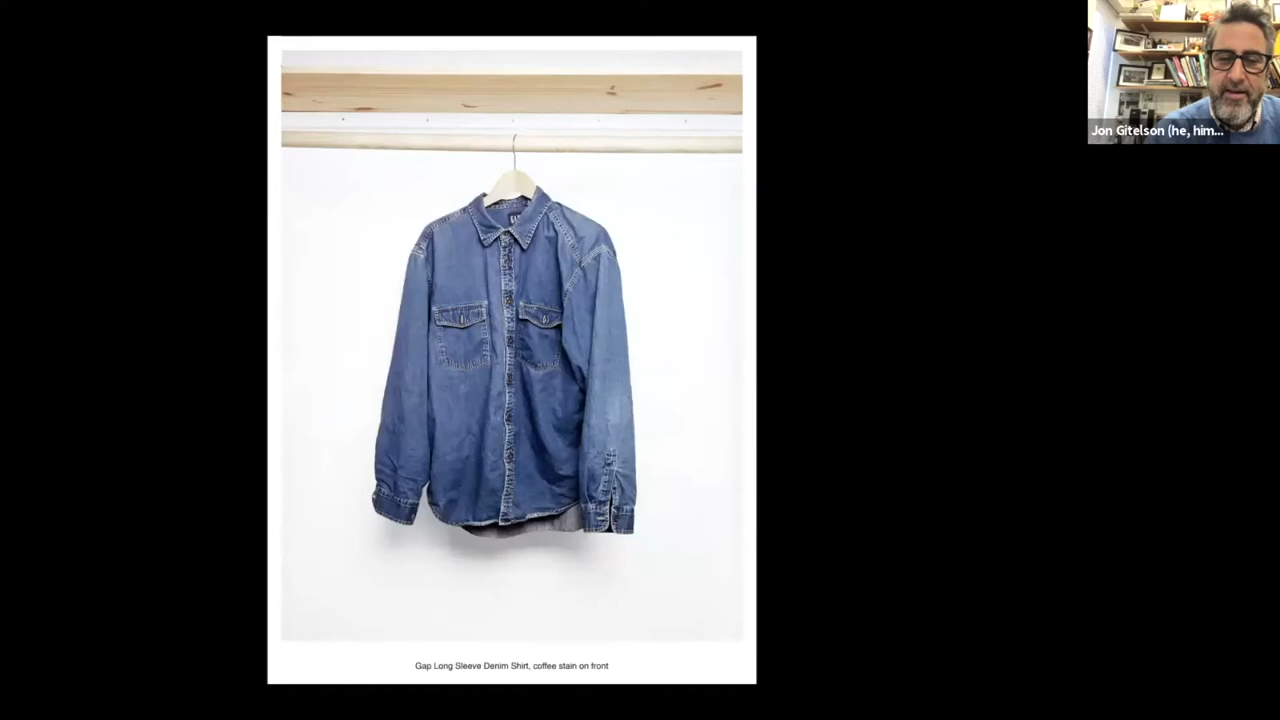 Jon Gitelson (he, him...
Gap Long Sleeve Denim Shirt, coffee stain on front